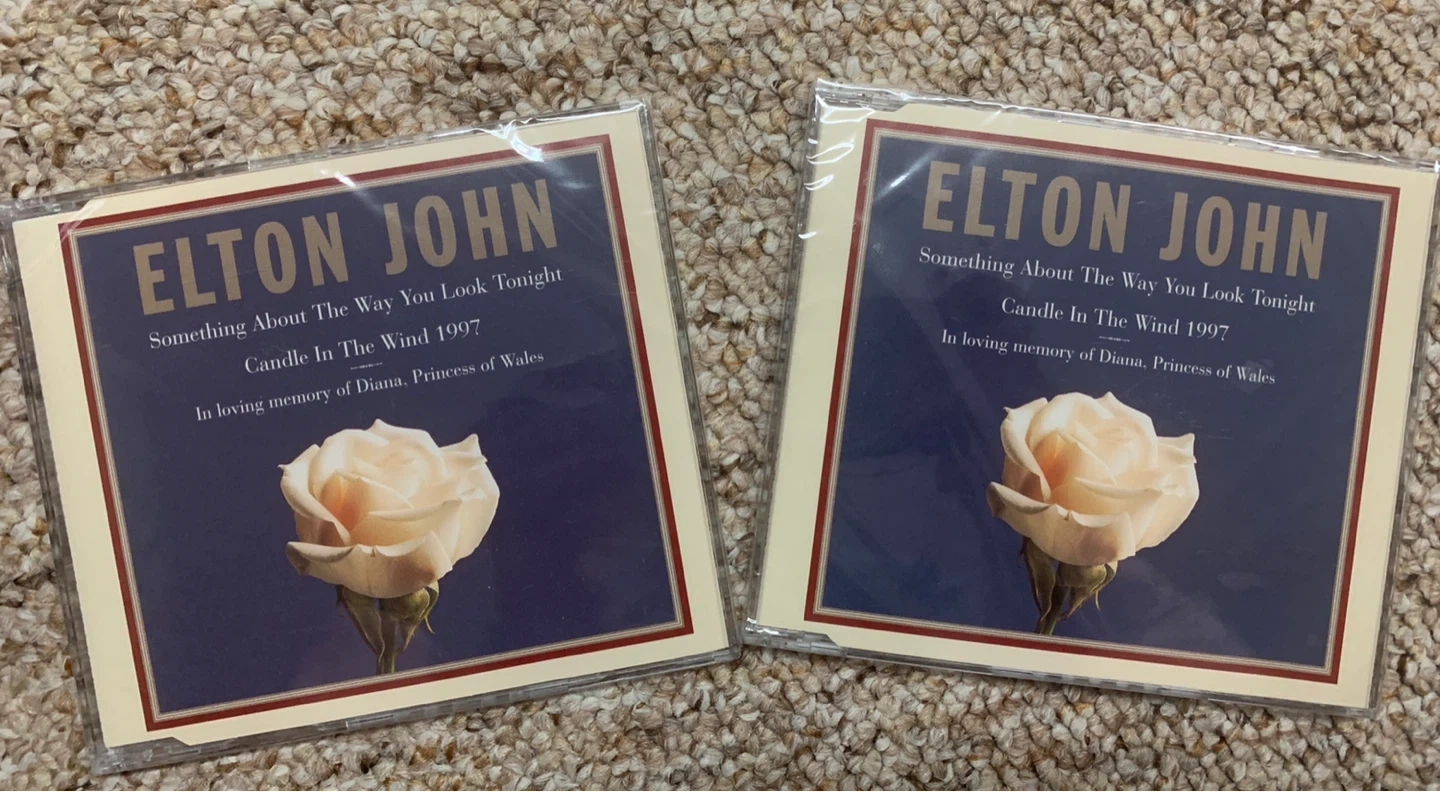 ELTON JOHN
Something About The Way You Look Tonight
Candle In The Wind 1997
In loving memory of Diana, Princess of Wales
ELTON JOHN
Something About The Way You Look Tonight
Candle In The Wind 1997
In loving memory of Diana, Princess of Wales